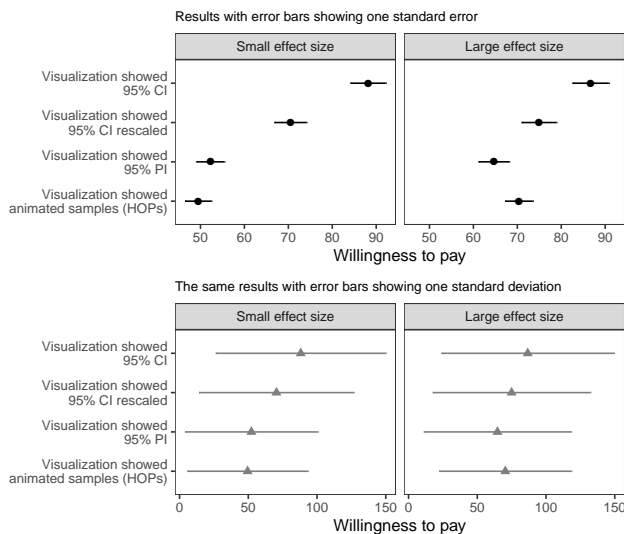 Results with error bars showing one standard error
Small effect size
Large effect size
Visualization showed
95% CI
Visualization showed
95% CI rescaled
Visualization showed
95% PI
Visualization showed
animated samples (HOPs)
50 60 70 80 90
50 60 70 80 90
Willingness to pay
The same results with error bars showing one standard deviation
Small effect size
Large effect size
Visualization showed
95% CI
Visualization showed
95% CI rescaled
Visualization showed
95% PI
Visualization showed
animated samples (HOPs)
0 50 100 150
0 50 100 150
Willingness to pay